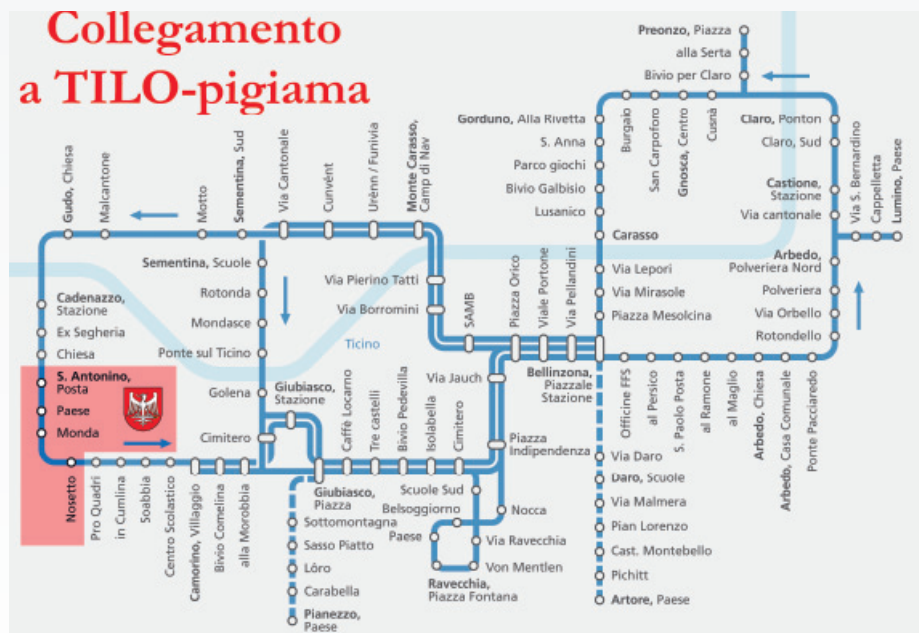 Collegamento
a TILO-pigiama
Preonzo, Piazza
alla Serta
Bivio per Claro
Gorduno, Alla Rivetta
S. Anna
Parco giochi
Bivio Galbisio
Lusanico
Carasso
Via Lepori
Via Mirasole
Piazza Mesolcina
Burgaio
San Carpoforo
Gnosca, Centro
Cusnà
Claro, Ponton
Claro, Sud
Castione,
Stazione
Via cantonale
Arbedo,
Polveriera Nord
Polveriera
Via Orbello
Rotondello
Via S. Bernardino
Cappelletta
Lumino, Paese
Gudo, Chiesa
Malcantone
Motto
Sementina, Sud
Via Cantonale
Cunvènt
Urenn / Funivia
Monte Carasso,
Camp di Nav
Sementina, Scuole
Rotonda
Mondasce
Ponte sul Ticino
Golena
Cimitero
Via Pierino Tatti
Via Borromini
Ticino
SAMB
Piazza Orico
Viale Portone
Via Pellandini
Cadenazzo,
Stazione
Ex Segheria
Chiesa
S. Antonino,
Posta
Paese
Monda
Nosetto
Pro Quadri
in Cumlina
Soabbia
Centro Scolastico
Camorino, Villaggio
Bivio Comelina
alla Morobbia
Giubiasco,
Stazione
Caffè Locarno
Tre castelli
Bivio Pedevilla
Isolabella
Cimitero
Via Jauch
Bellinzona,
Piazzale
Stazione
Piazza
Indipendenza
Officine FFS
al Persico
S. Paolo Posta
al Ramone
al Maglio
Arbedo, Chiesa
Arbedo, Casa Comunale
Ponte Pacciaredo
Giubiasco,
Piazza
Sottomontagna
Sasso Piatto
Lôro
Carabella
Pianezzo,
Paese
Scuole Sud
Belsoggiorno
Paese
Nocca
Via Ravecchia
Von Mentlen
Ravecchia,
Piazza Fontana
Via Daro
Daro, Scuole
Via Malmera
Pian Lorenzo
Cast. Montebello
Pichitt
Artore, Paese